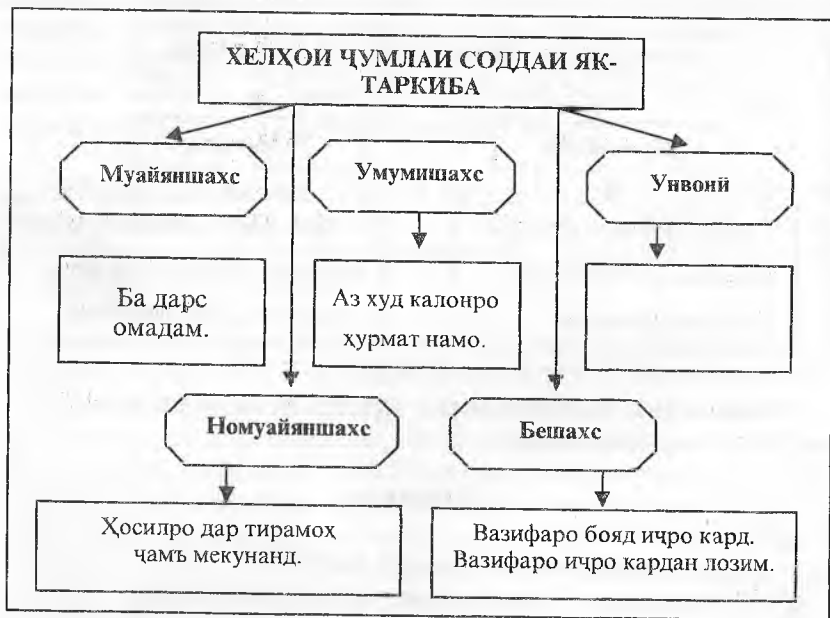 ХЕЛҲОИ ҶУМЛАИ СОДДАИ ЯК-
ТАРКИБА
Муайяншахс
Умумишахс
Унвонӣ
Ба дарс
омадам.
Аз худ калонро
ҳурмат намо.
Номуайяншахс
Бешахс
Ҳосилро дар тирамоҳ
ҷамъ мекунанд.
Вазифаро бояд иҷро кард.
Вазифаро иҷро кардан лозим.